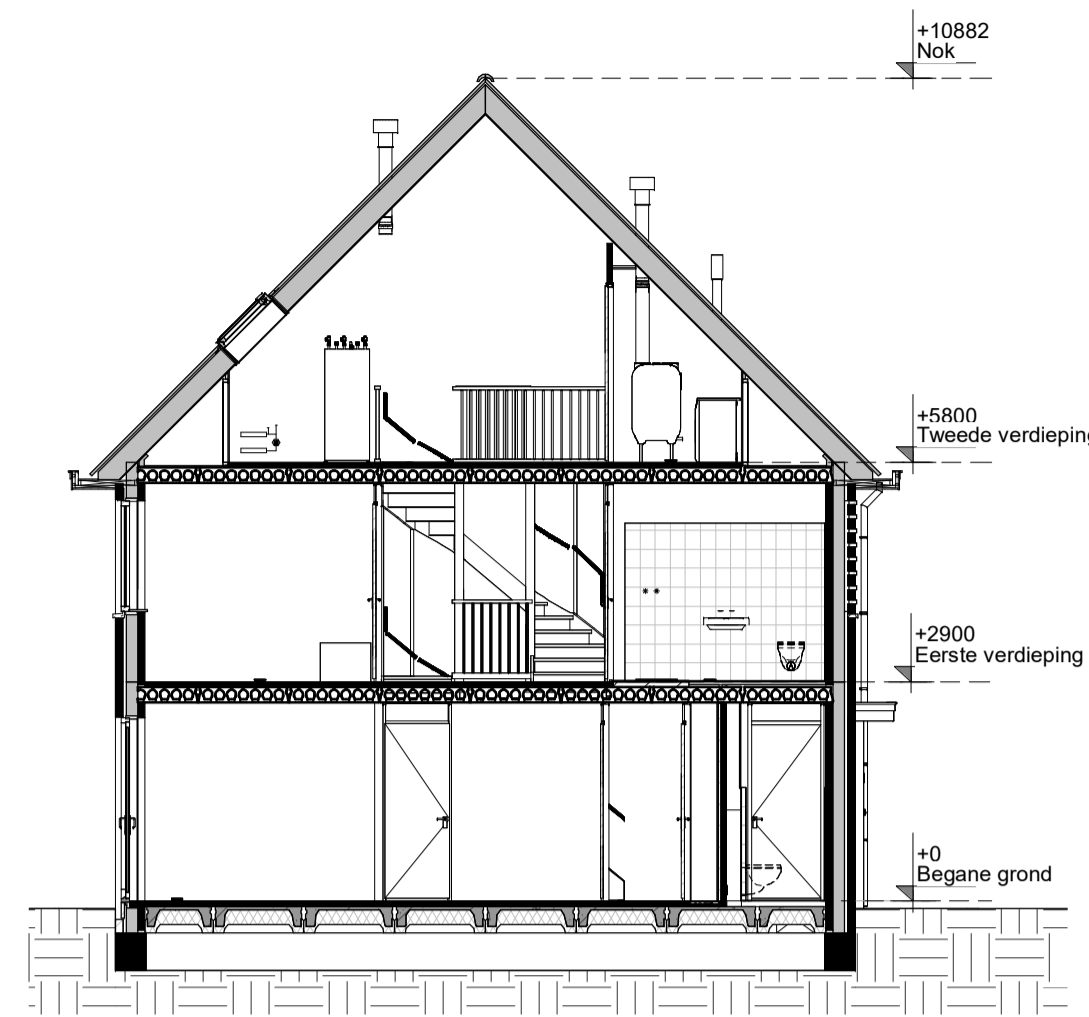 +10882
Nok
+5800
Tweede verdieping
+2900
Eerste verdieping
+0
Begane grond